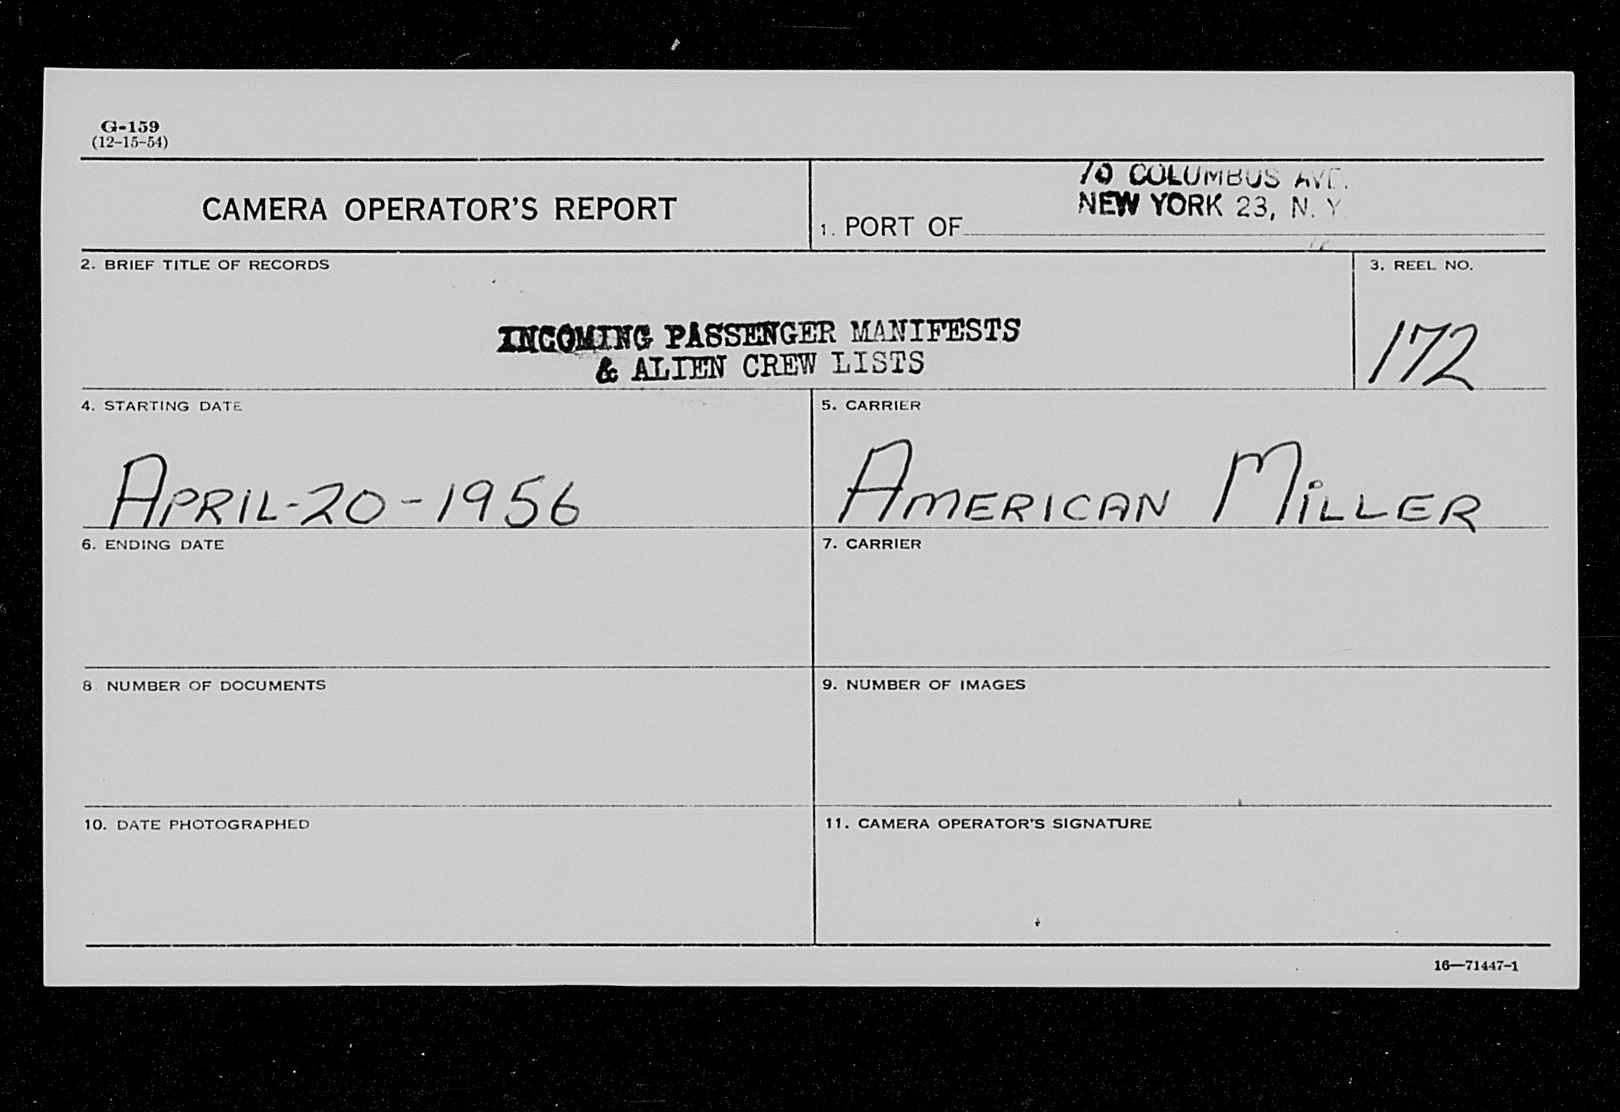 G-159
(12-15-54)
CAMERA OPERATOR'S REPORT
70 COLUMBUS AVE.
NEW YORK 23, N. Y.
1. PORT OF
2. BRIEF TITLE OF RECORDS
INCOMING PASSENGER MANIFESTS
& ALIEN CREW LISTS
3. REEL NO.
172
4. STARTING DATE
APRIL-20-1956
5. CARRIER
AMERICAN MILLER
6. ENDING DATE
7. CARRIER
8 NUMBER OF DOCUMENTS
9. NUMBER OF IMAGES
10. DATE PHOTOGRAPHED
11. CAMERA OPERATOR'S SIGNATURE
16—71447-1